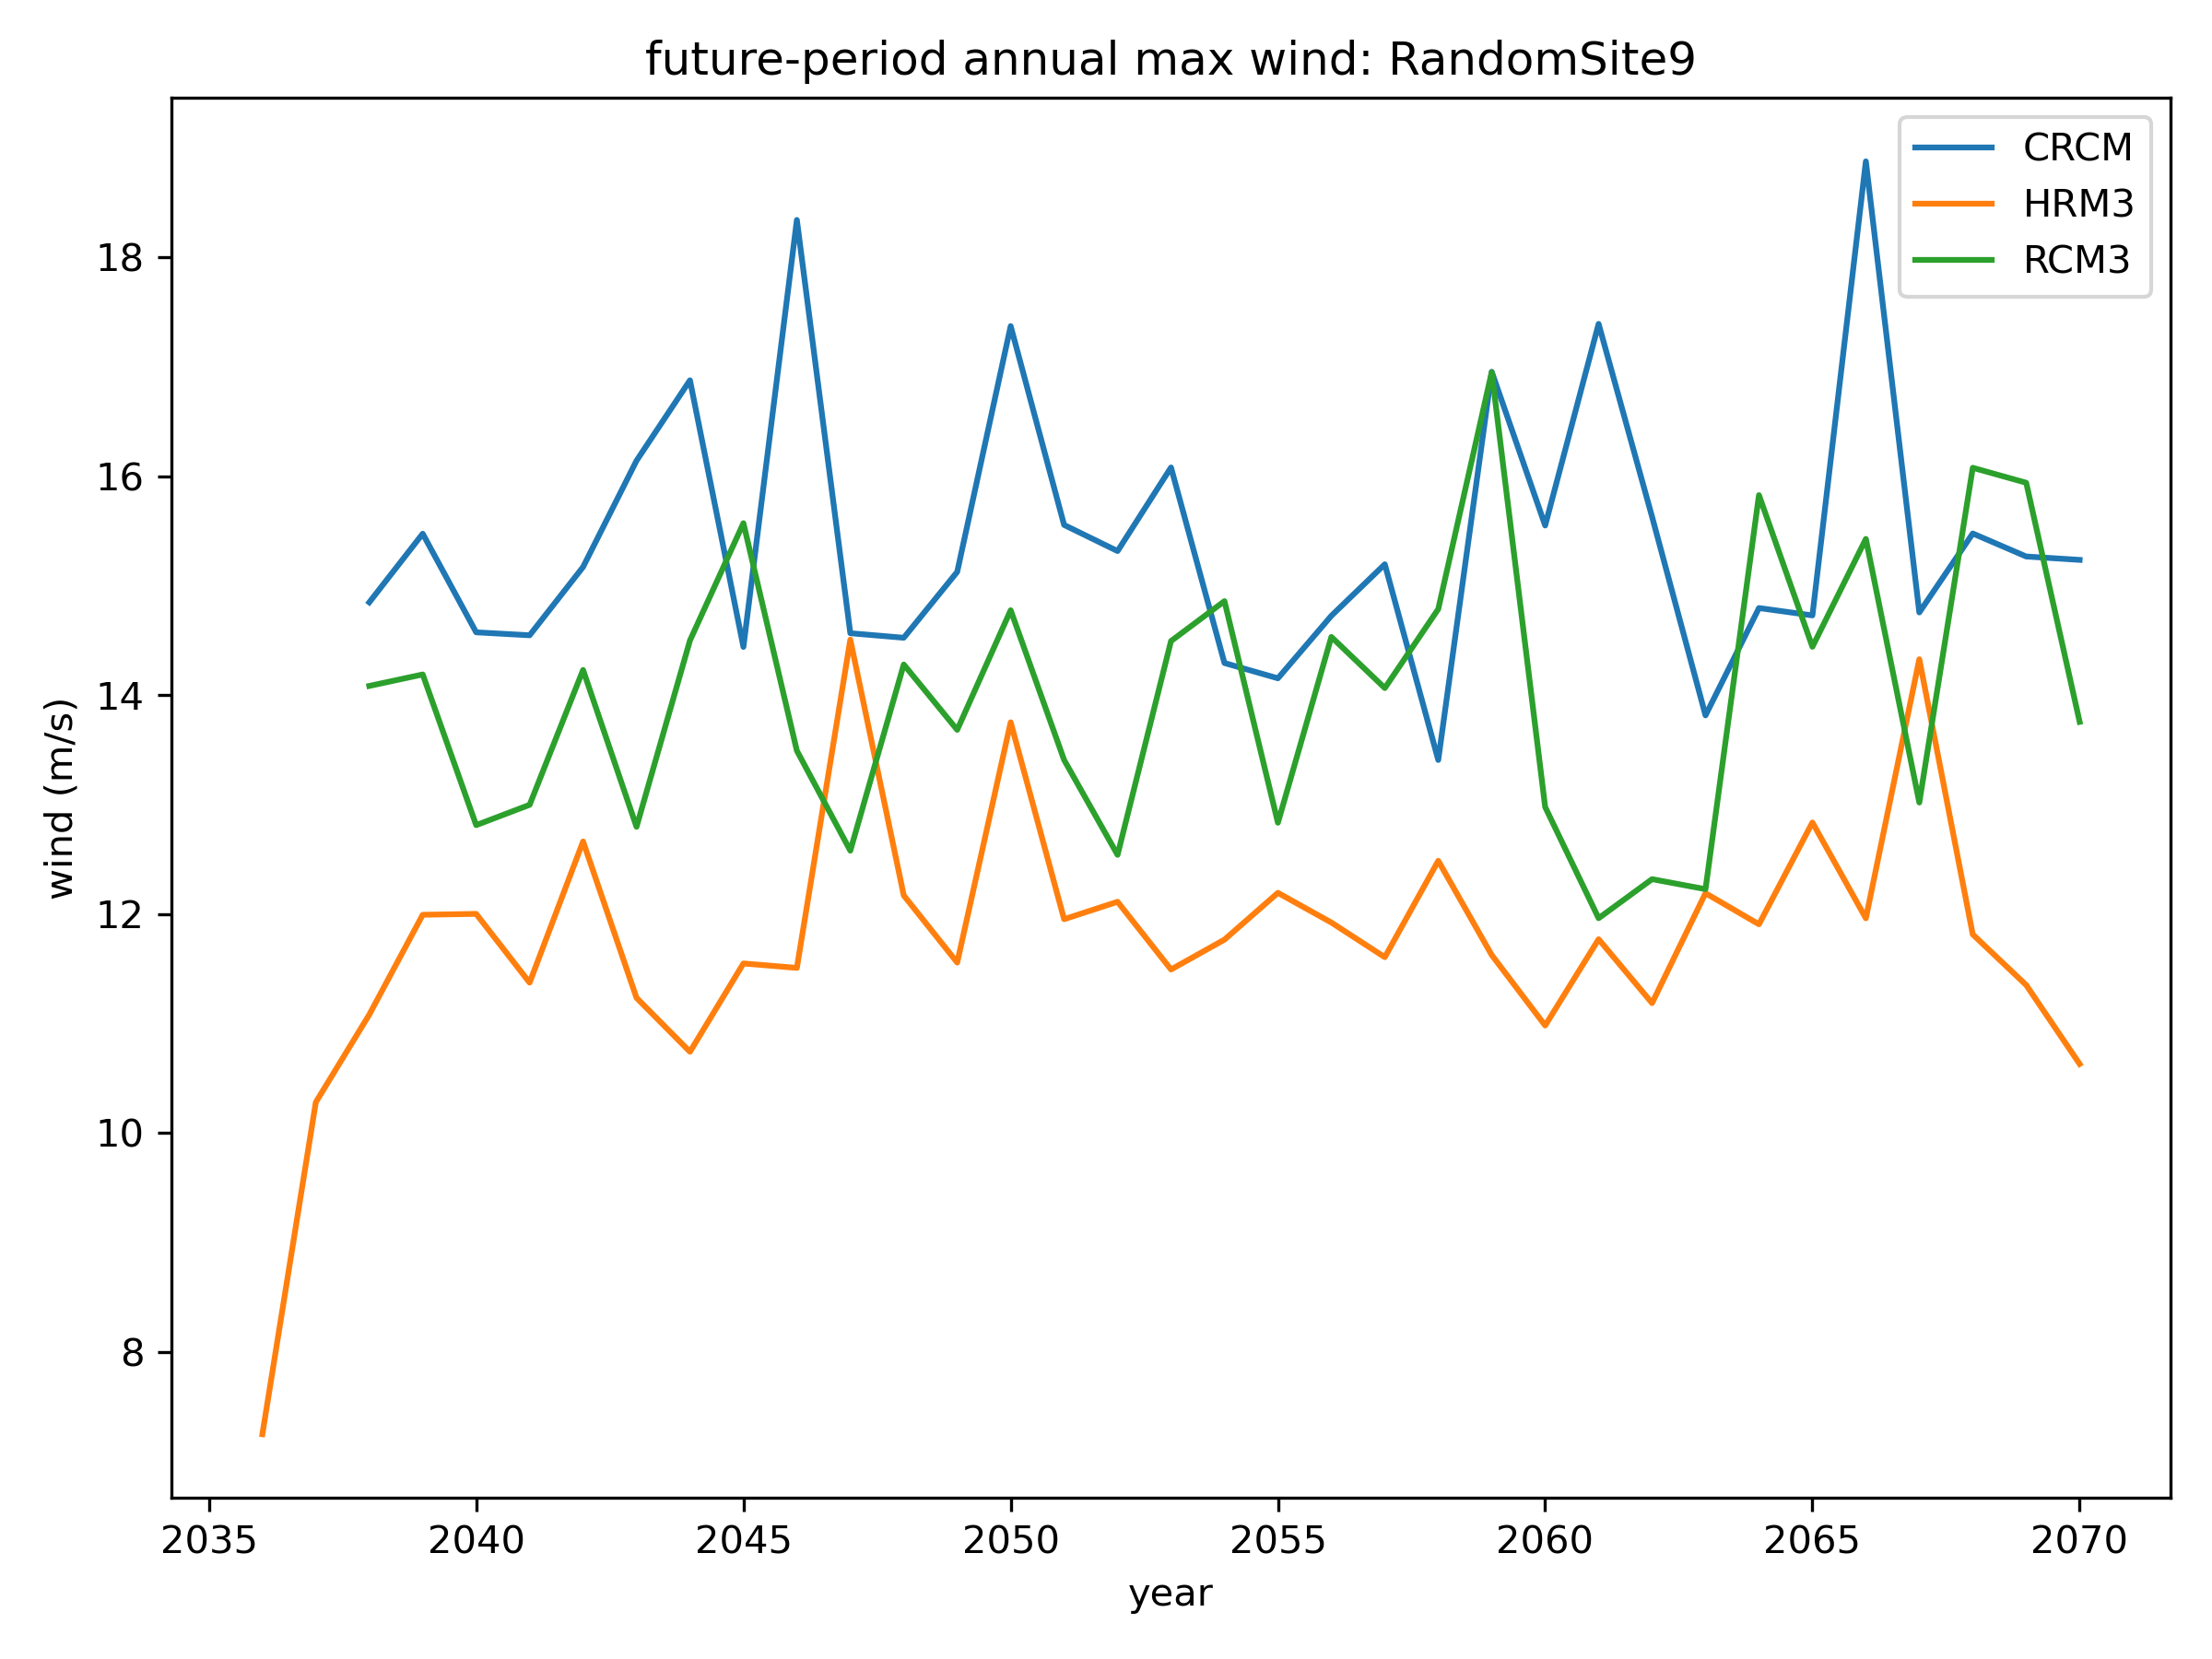 future-period annual max wind: RandomSite9
CRCM
HRM3
RCM3
18
16
14
12
10
8
wind (m/s)
2035 2040 2045 2050 2055 2060 2065 2070
year